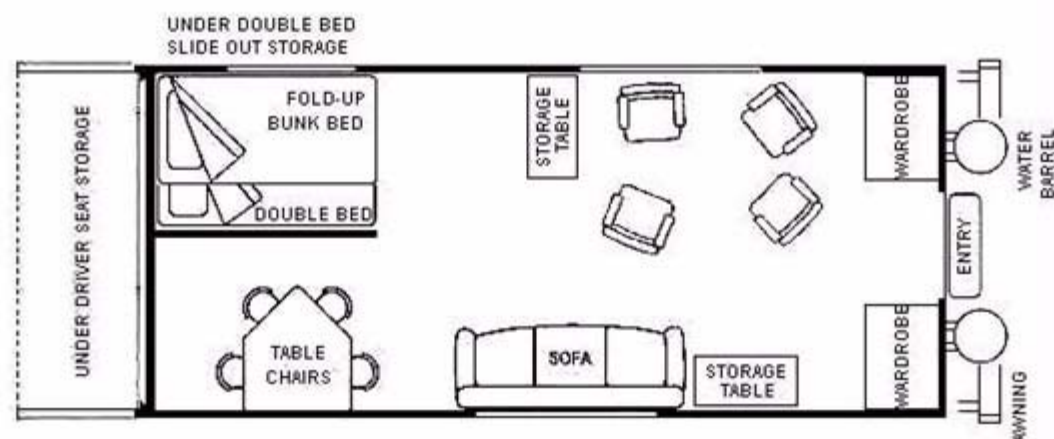 UNDER DOUBLE BED
SLIDE OUT STORAGE
UNDER DRIVER SEAT STORAGE
FOLD-UP
BUNK BED
DOUBLE BED
STORAGE
TABLE
WARDROBE
WATER
BARREL
ENTRY
TABLE
CHAIRS
SOFA
STORAGE
TABLE
WARDROBE
WNING